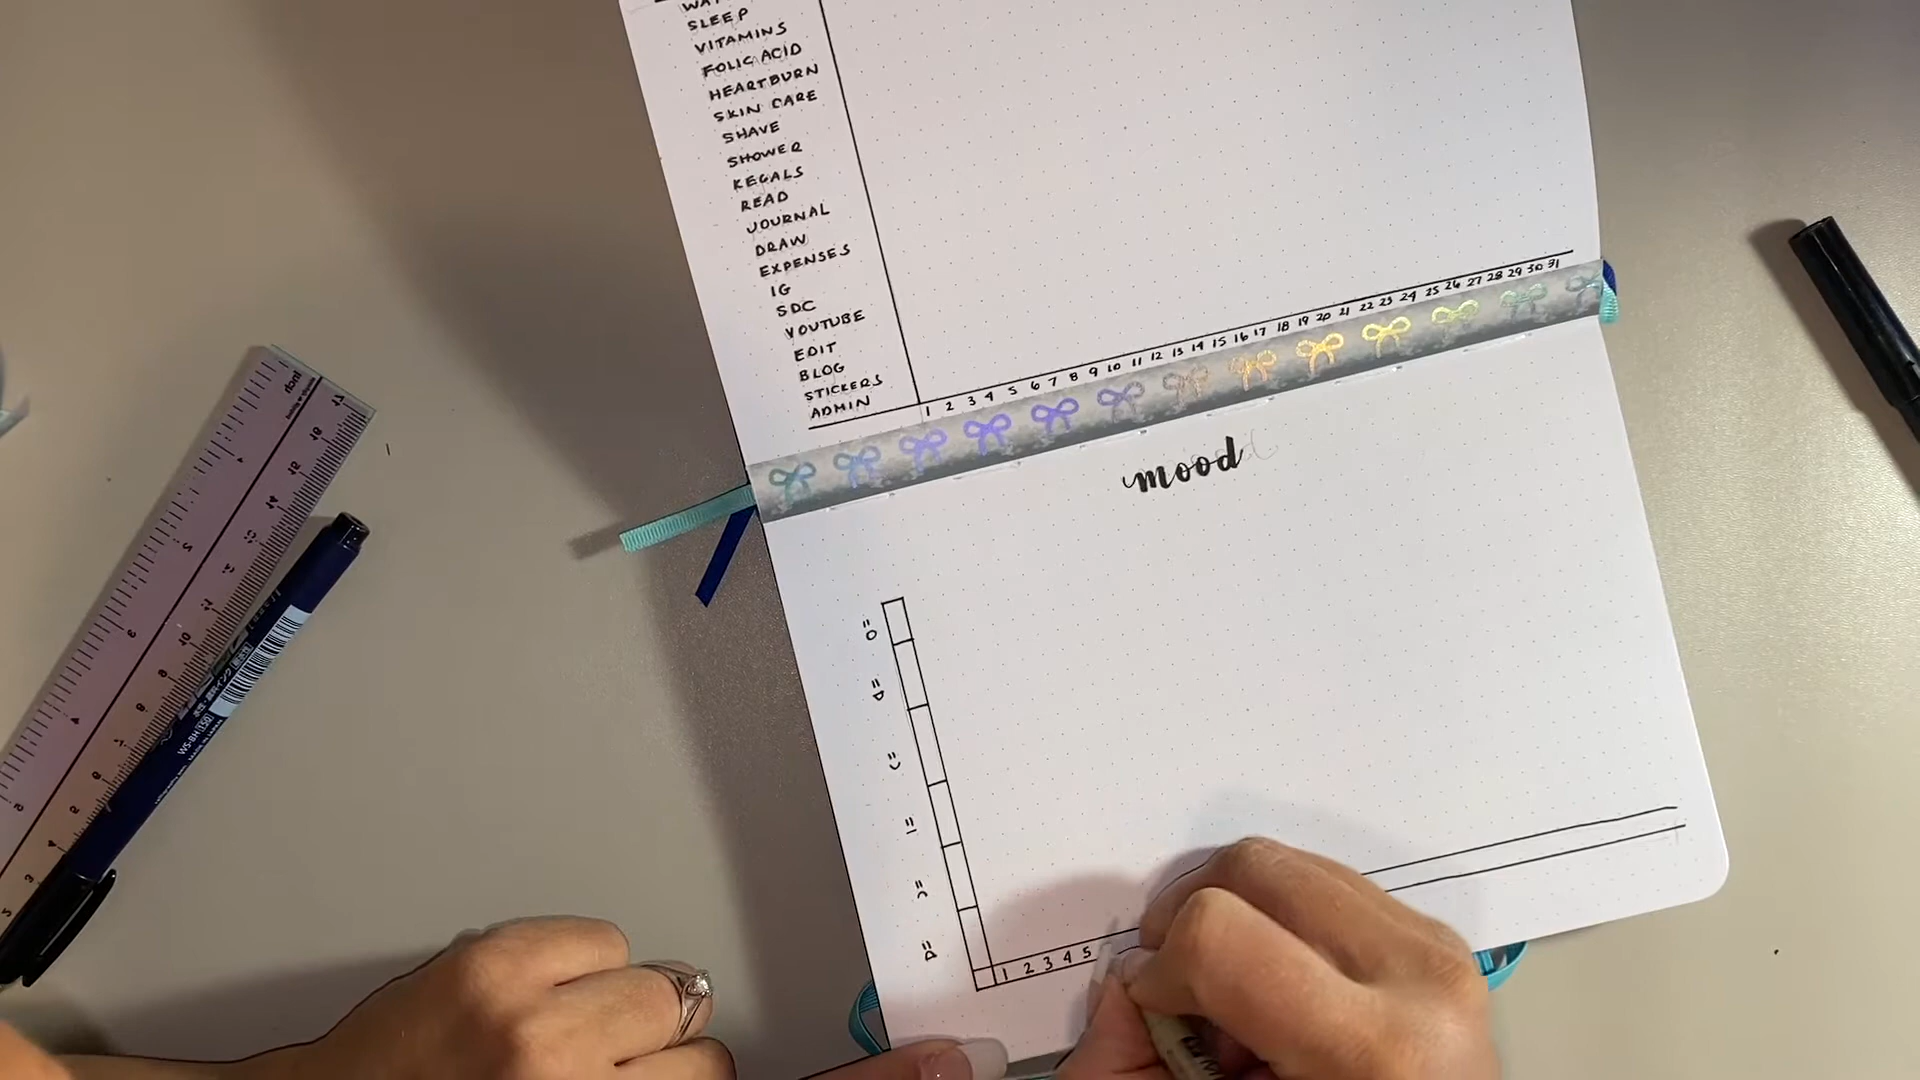 SLEEP
VITAMINS
FOLIC ACID
HEARTBURN
SKIN CARE
SHAVE
SHOWER
KEGALS
READ
JOURNAL
DRAW
EXPENSES
IG
SDC
YOUTUBE
EDIT
BLOG
STICKERS
ADMIN
1 2 3 4 5 6 7 8 9 10 11 12 13 14 15 16 17 18 19 20 21 22 23 24 25 26 27 28 29 30 31
mood
1 2 3 4 5